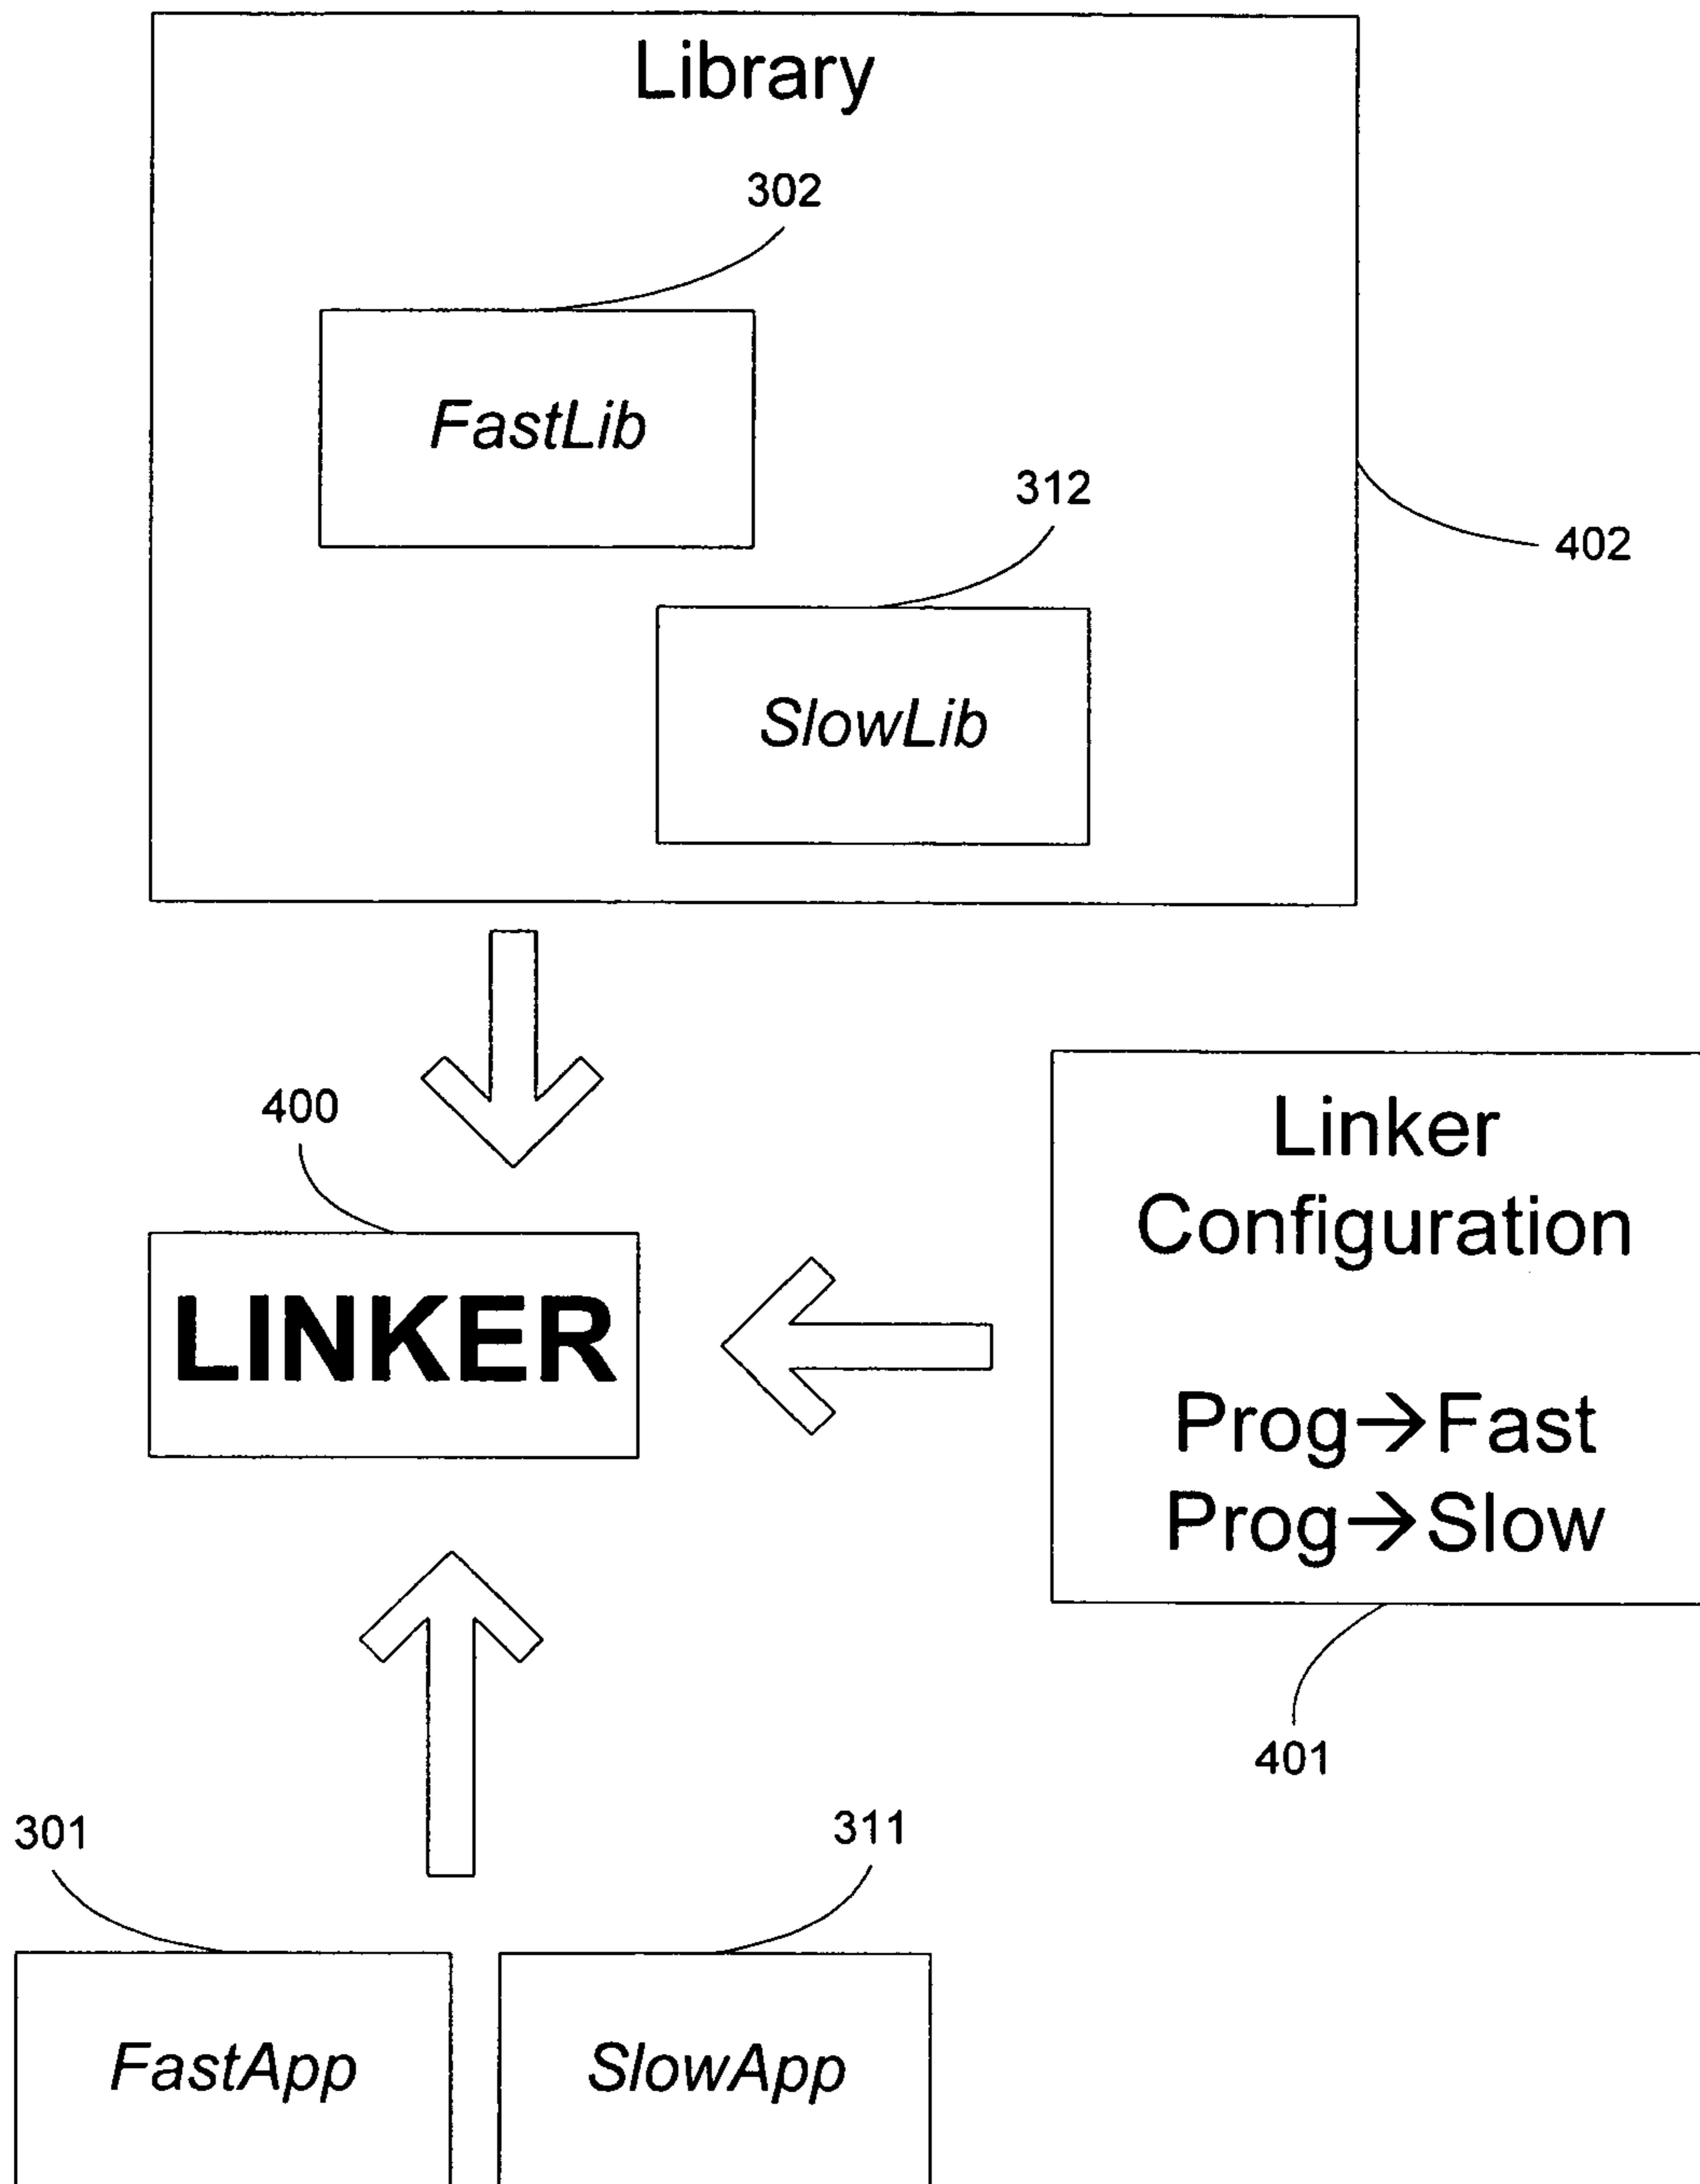 Library
302
FastLib
312
402
SlowLib
400
Linker
Configuration
LINKER
Prog→Fast
Prog→Slow
401
301
311
FastApp
SlowApp